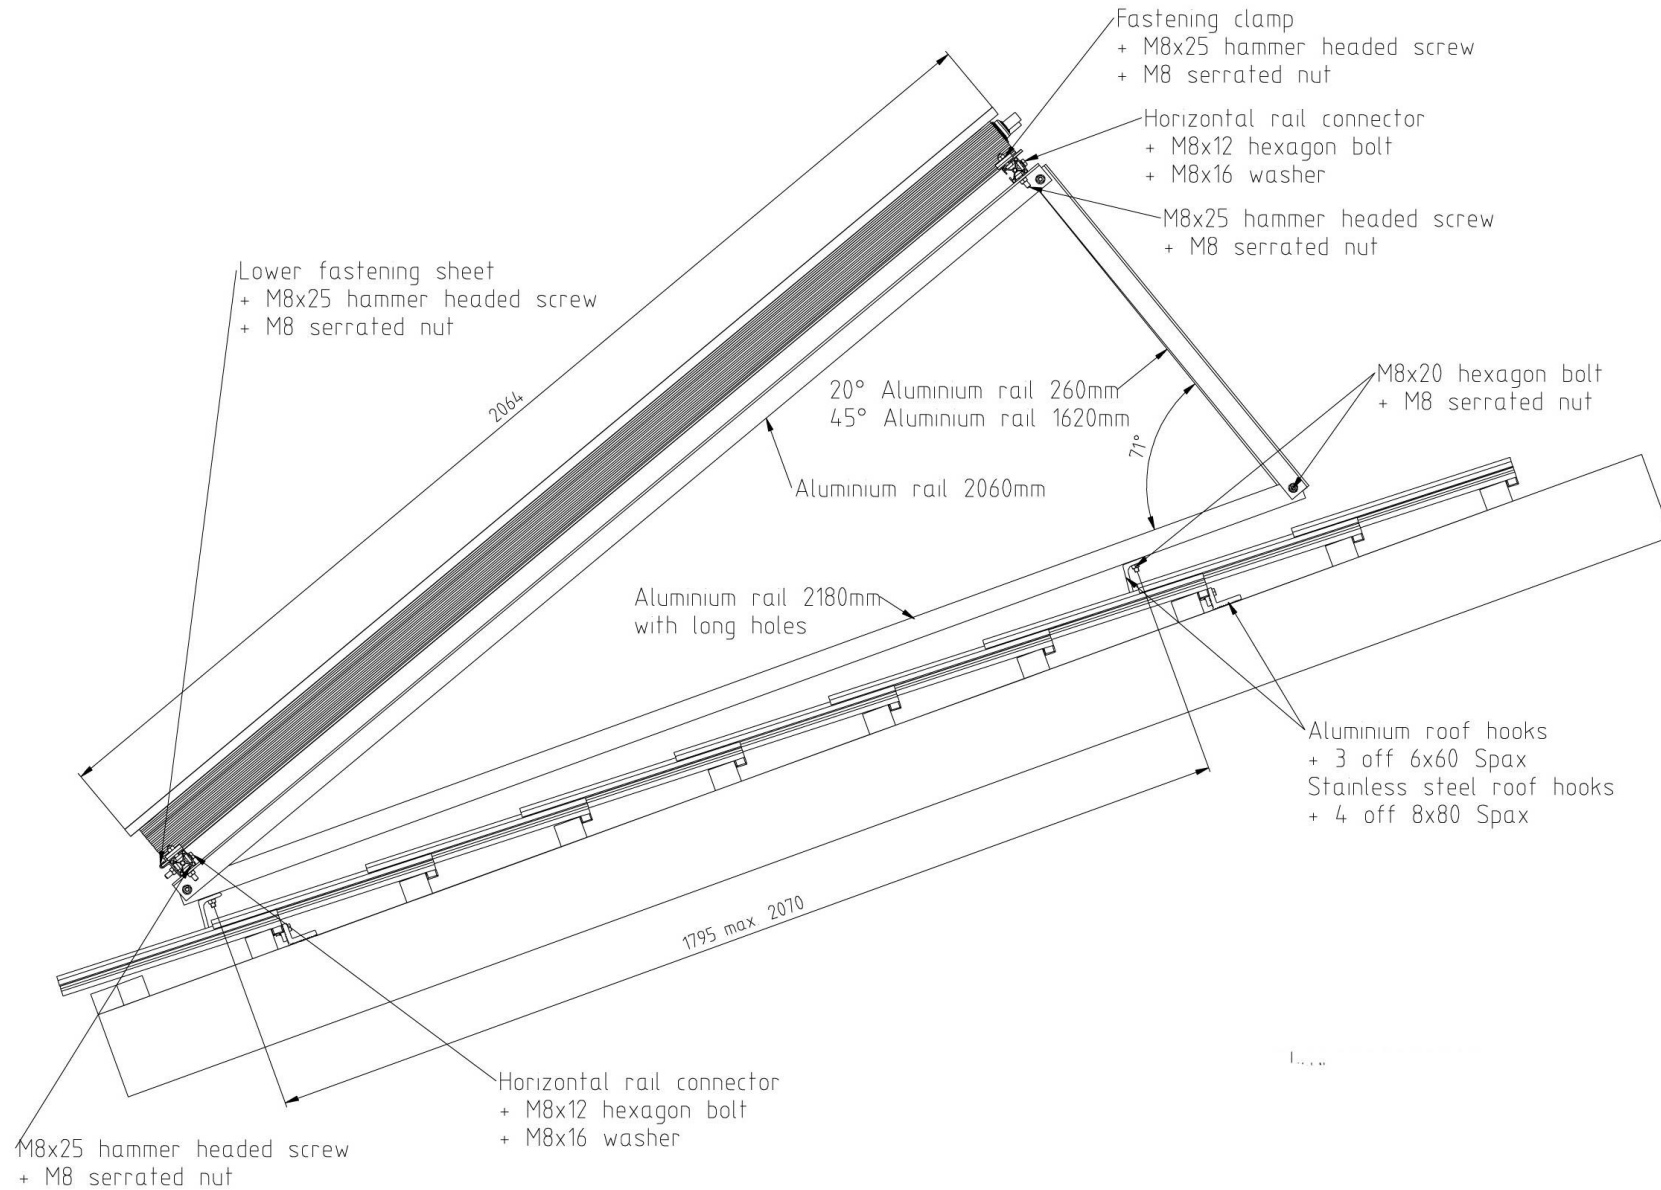 Fastening clamp
+ M8x25 hammer headed screw
+ M8 serrated nut
Horizontal rail connector
+ M8x12 hexagon bolt
+ M8x16 washer
M8x25 hammer headed screw
+ M8 serrated nut
Lower fastening sheet
+ M8x25 hammer headed screw
+ M8 serrated nut
2064
20° Aluminium rail 260mm
45° Aluminium rail 1620mm
71°
M8x20 hexagon bolt
+ M8 serrated nut
Aluminium rail 2060mm
Aluminium rail 2180mm
with long holes
Aluminium roof hooks
+ 3 off 6x60 Spax
Stainless steel roof hooks
+ 4 off 8x80 Spax
1795 max. 2070
Horizontal rail connector
+ M8x12 hexagon bolt
+ M8x16 washer
M8x25 hammer headed screw
+ M8 serrated nut